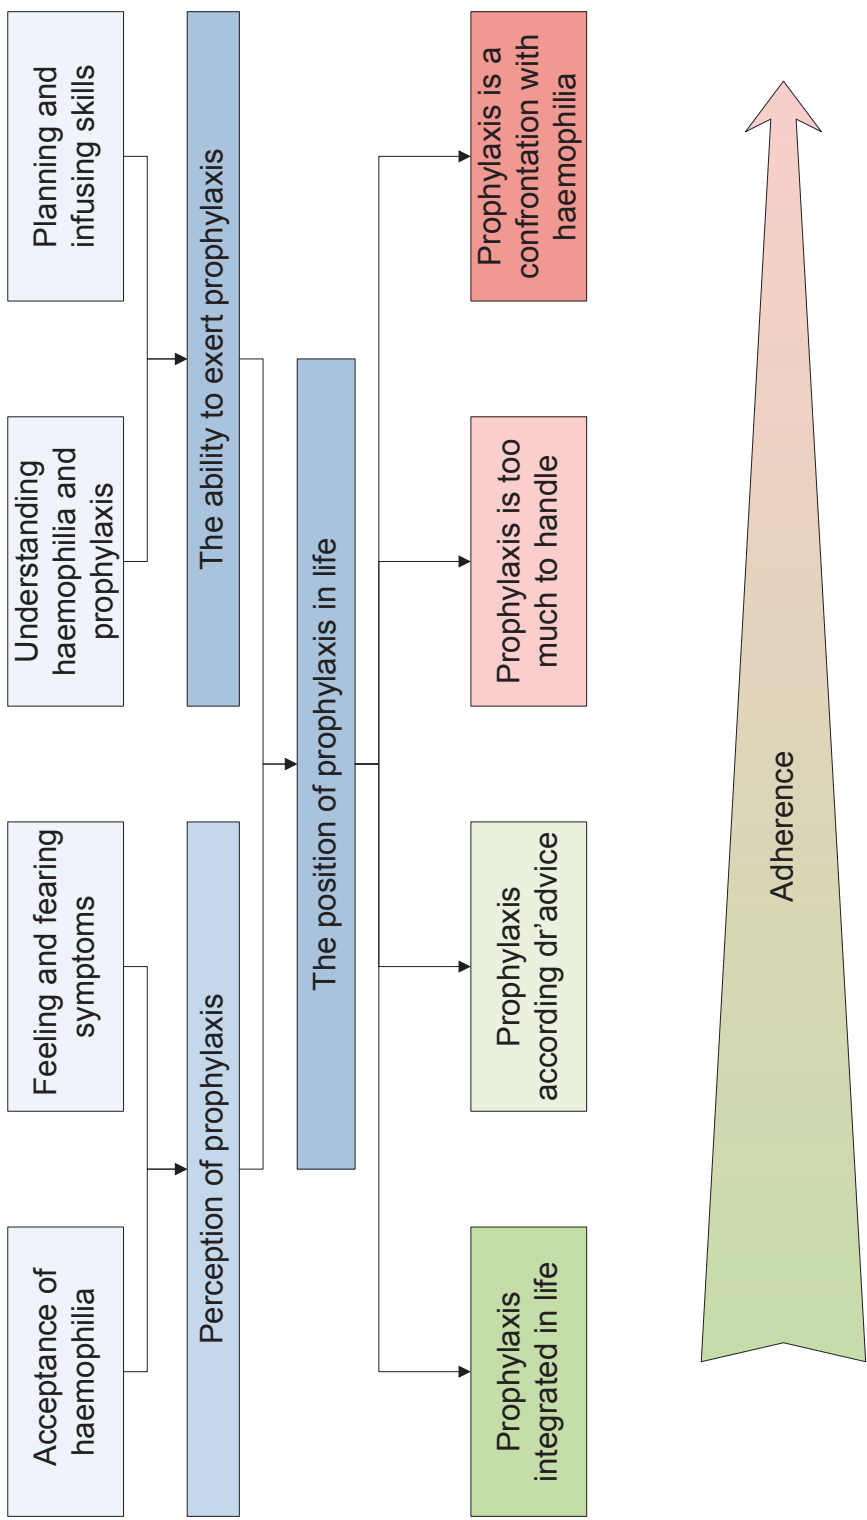 Acceptance of
haemophilia
Feeling and fearing
symptoms
Understanding
haemophilia and
prophylaxis
Planning and
infusing skills
Perception of prophylaxis
The ability to exert prophylaxis
The position of prophylaxis in life
Prophylaxis
integrated in life
Prophylaxis
according dr'advice
Prophylaxis is too
much to handle
Prophylaxis is a
confrontation with
haemophilia
Adherence